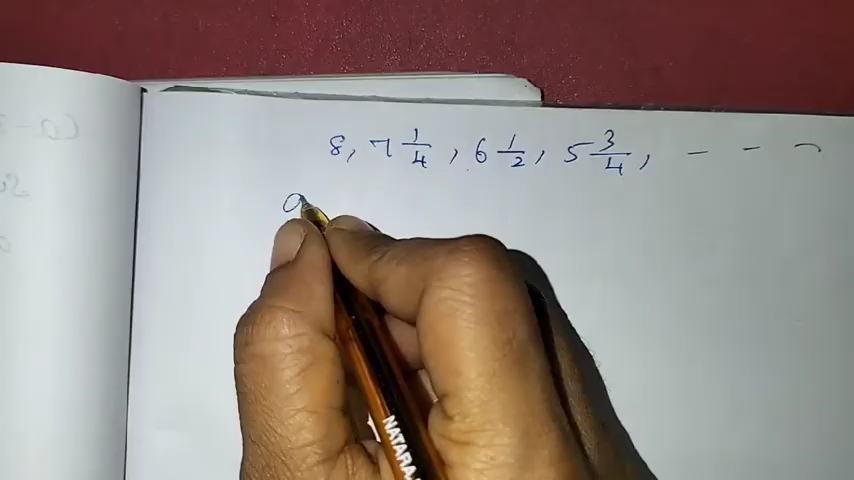 8, 7 1/4, 6 1/2, 5 3/4, - - -
a
NATARAJ